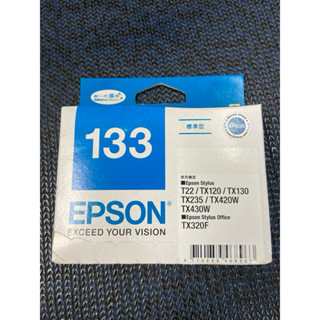 標準型
EPSON
133
EPSON®
EXCEED YOUR VISION
適用機型
■Epson Stylus
T22 / TX120 / TX130
TX235 / TX420W
TX430W
■Epson Stylus Office
TX320F